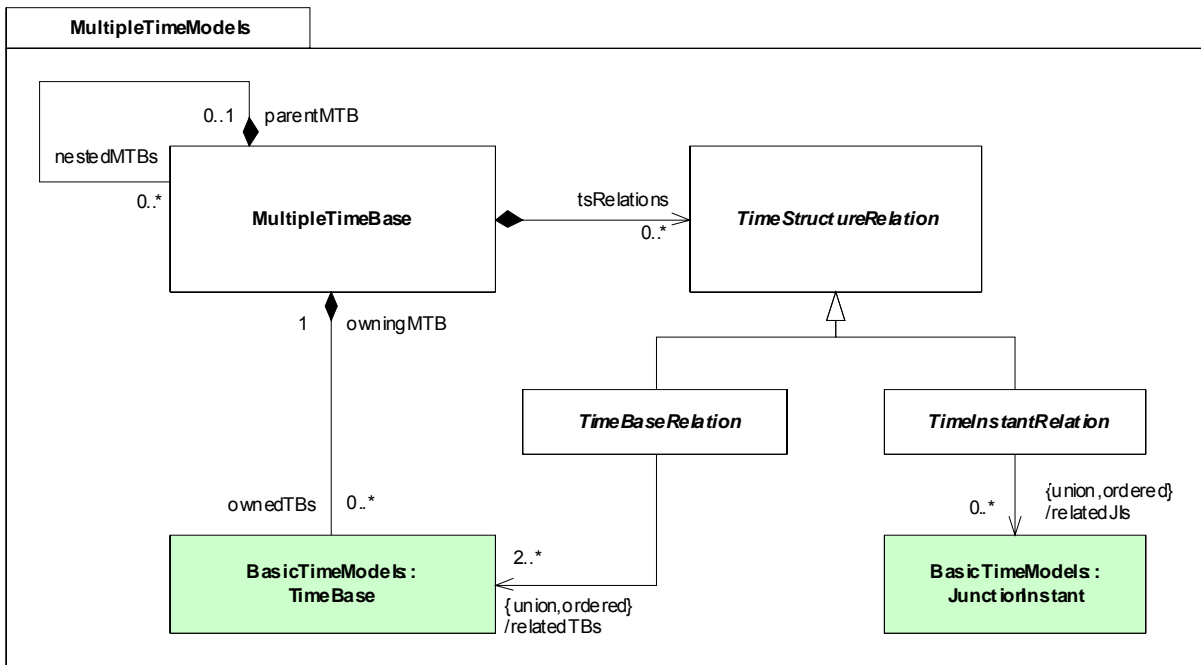 MultipleTimeModels
0..1
parentMTB
nestedMTBs
0..*
MultipleTimeBase
tsRelations
0..*
TimeStructureRelation
1
owningMTB
TimeBaseRelation
TimeInstantRelation
ownedTBs
0..*
2..*
{union,ordered}
/relatedTBs
0..*
{union,ordered}
/relatedJIs
BasicTimeModels::
TimeBase
BasicTimeModels::
JunctionInstant